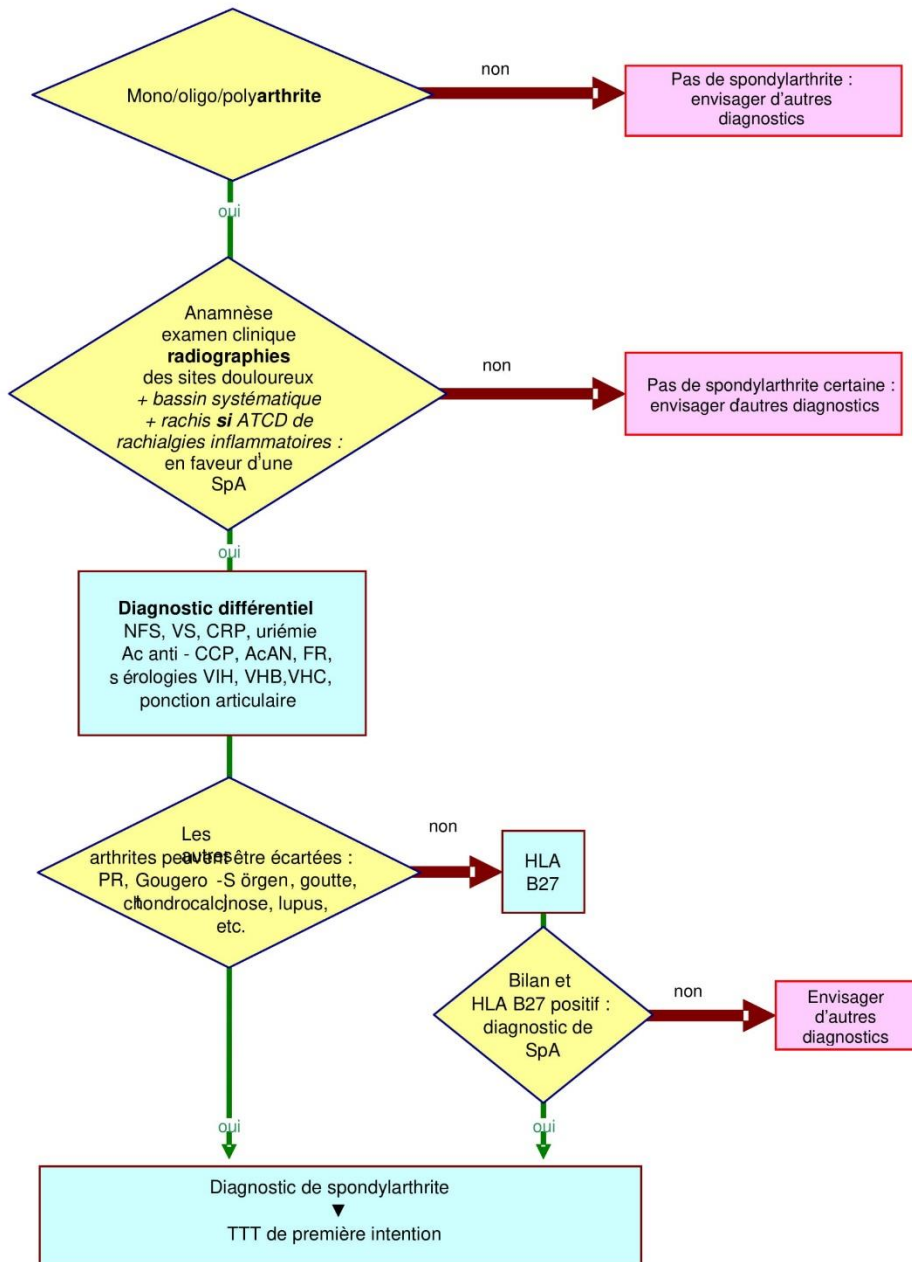 Mono/oligo/polyarthrite
non
Pas de spondylarthrite :
envisager d'autres
diagnostics
oui
Anamnèse
examen clinique
radiographies
des sites douloureux
+ bassin systématique
+ rachis si ATCD de
rachialgies inflammatoires :
en faveur d'une
SpA
non
Pas de spondylarthrite certaine :
envisager d'autres diagnostics
oui
Diagnostic différentiel
NFS, VS, CRP, uriémie
Ac anti - CCP, AcAN, FR,
s érologies VIH, VHB,VHC,
ponction articulaire
Les
autres
arthrites peuvent être écartées :
PR, Gougero -S örgen, goutte,
chondrocalcinose, lupus,
etc.
non
HLA
B27
Bilan et
HLA B27 positif :
diagnostic de
SpA
non
Envisager
d'autres
diagnostics
oui
oui
Diagnostic de spondylarthrite
▼
TTT de première intention